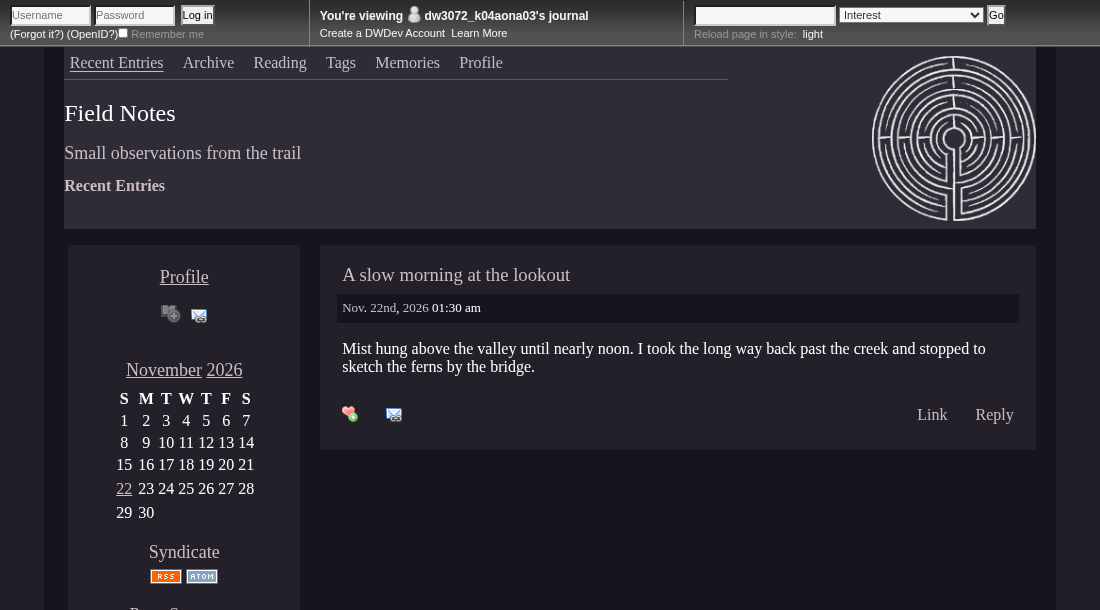 Username Password Log in
(Forgot it?) (OpenID?) Remember me
You're viewing dw3072_k04aona03's journal
Create a DWDev Account Learn More
Interest Go
Reload page in style: light
Recent Entries Archive Reading Tags Memories Profile
Field Notes
Small observations from the trail
Recent Entries
Profile
November 2026
S M T W T F S
1 2 3 4 5 6 7
8 9 10 11 12 13 14
15 16 17 18 19 20 21
22 23 24 25 26 27 28
29 30
Syndicate
RSS ATOM
A slow morning at the lookout
Nov. 22nd, 2026 01:30 am
Mist hung above the valley until nearly noon. I took the long way back past the creek and stopped to
sketch the ferns by the bridge.
Link Reply